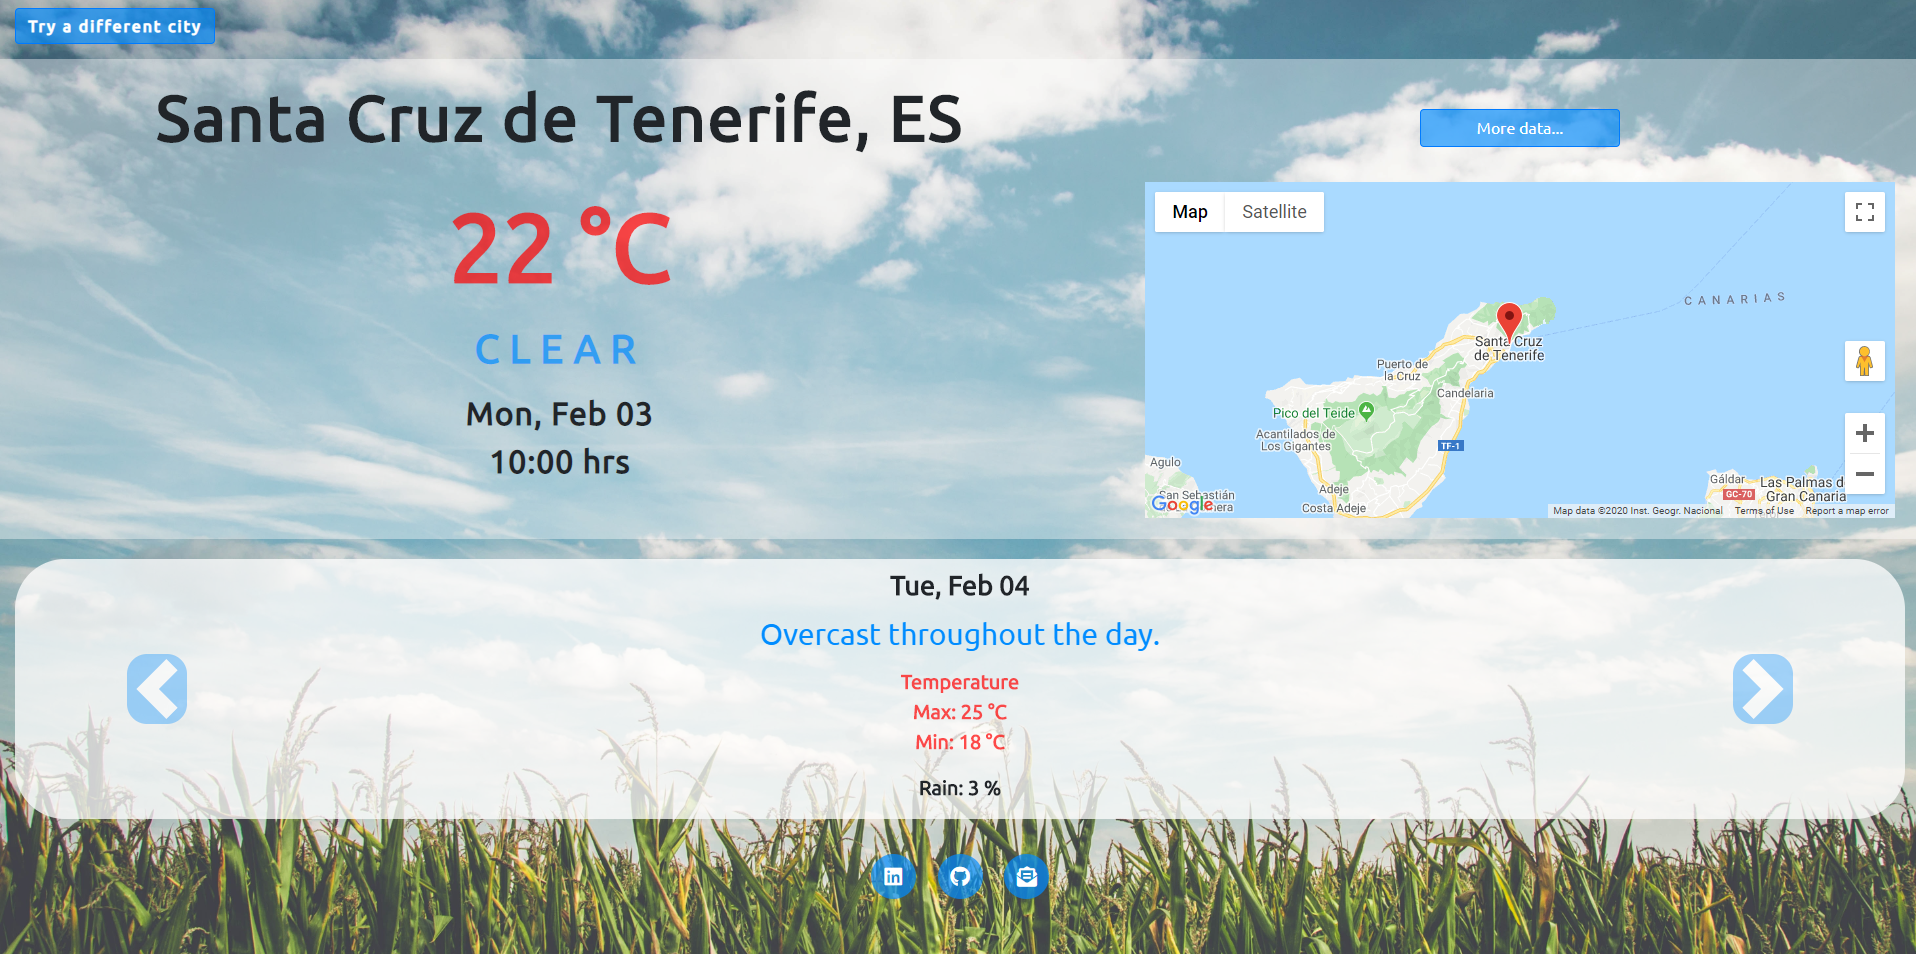 Try a different city
Santa Cruz de Tenerife, ES
22 °C
CLEAR
Mon, Feb 03
10:00 hrs
More data...
Map
Satellite
CANARIAS
Santa Cruz
de Tenerife
Puerto de
la Cruz
Candelaria
Pico del Teide
Acantilados de
Los Gigantes
TF-1
Agulo
San Sebastián
mera
Adeje
Costa Adeje
Gáldar
GC-70
Las Palmas d
Gran Canaria
Google
Map data ©2020 Inst. Geogr. Nacional
Terms of Use
Report a map error
Tue, Feb 04
Overcast throughout the day.
Temperature
Max: 25 °C
Min: 18 °C
Rain: 3 %
in